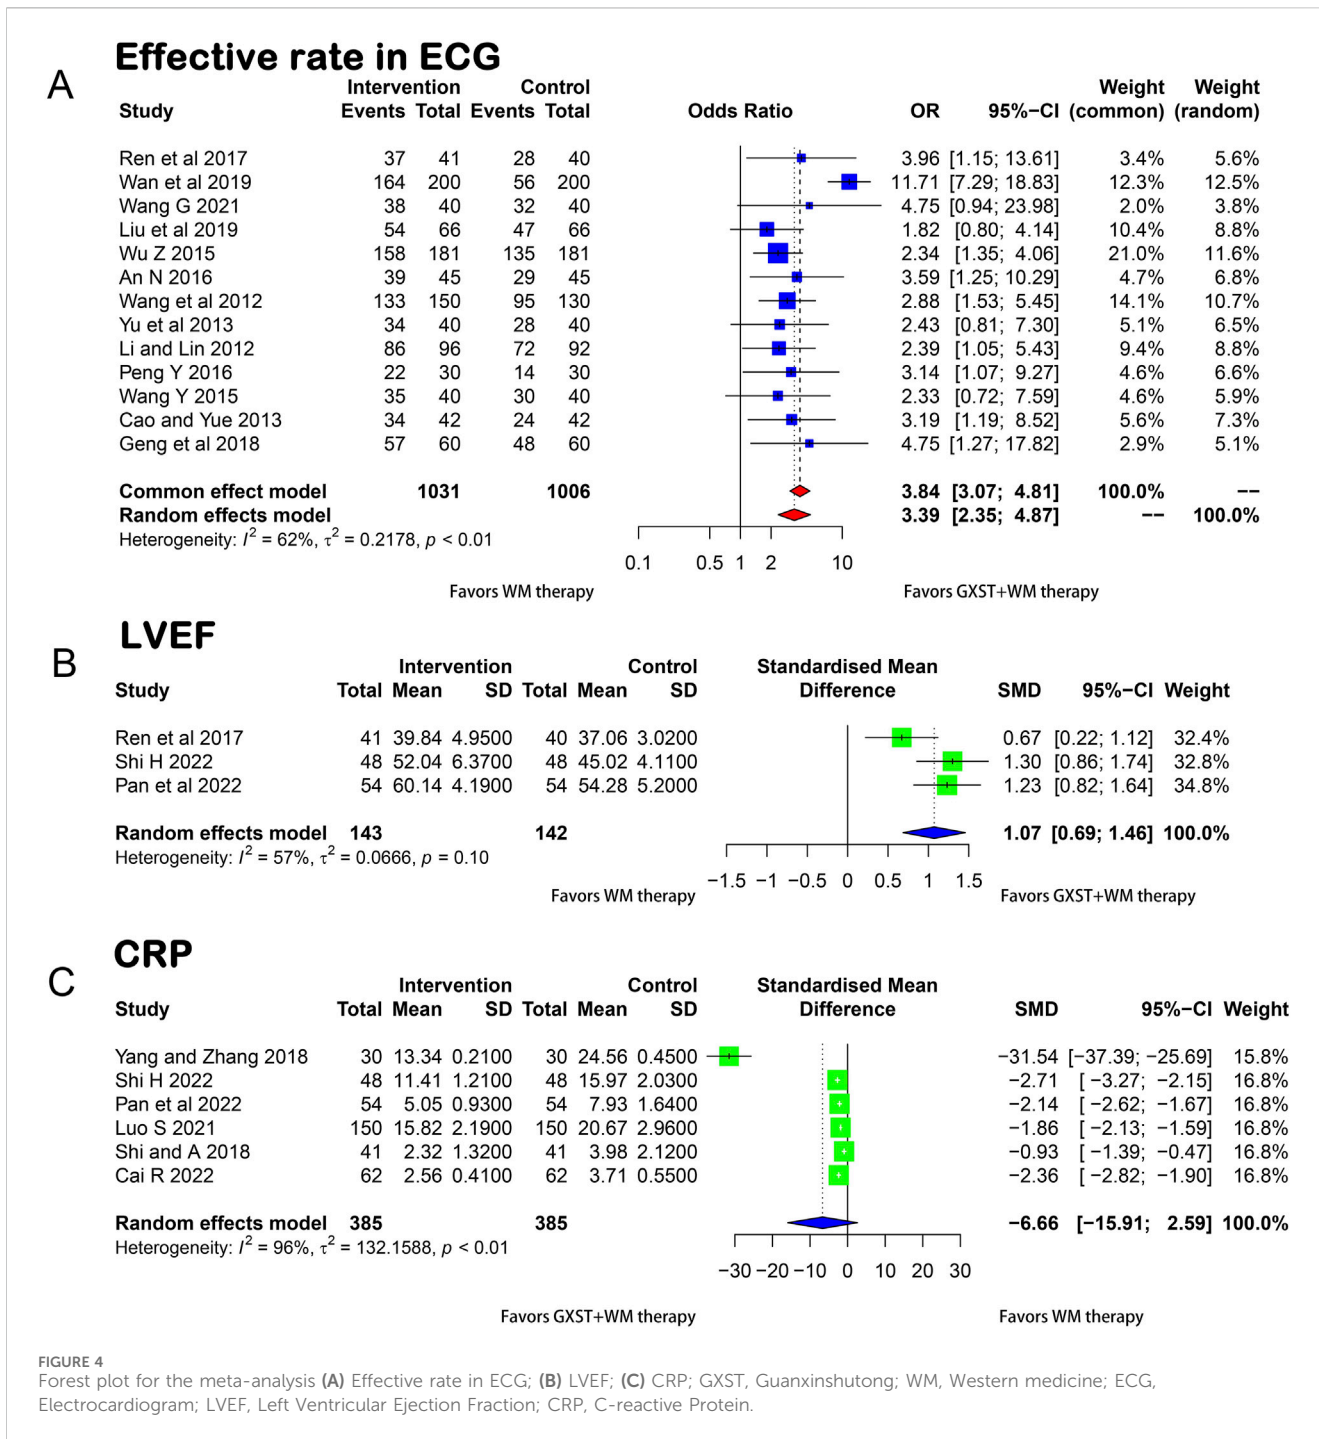 A
Effective rate in ECG
Intervention Control Weight Weight
Study Events Total Events Total Odds Ratio OR 95%−CI (common) (random)
Ren et al 2017 37 41 28 40 3.96 [1.15; 13.61] 3.4% 5.6%
Wan et al 2019 164 200 56 200 11.71 [7.29; 18.83] 12.3% 12.5%
Wang G 2021 38 40 32 40 4.75 [0.94; 23.98] 2.0% 3.8%
Liu et al 2019 54 66 47 66 1.82 [0.80; 4.14] 10.4% 8.8%
Wu Z 2015 158 181 135 181 2.34 [1.35; 4.06] 21.0% 11.6%
An N 2016 39 45 29 45 3.59 [1.25; 10.29] 4.7% 6.8%
Wang et al 2012 133 150 95 130 2.88 [1.53; 5.45] 14.1% 10.7%
Yu et al 2013 34 40 28 40 2.43 [0.81; 7.30] 5.1% 6.5%
Li and Lin 2012 86 96 72 92 2.39 [1.05; 5.43] 9.4% 8.8%
Peng Y 2016 22 30 14 30 3.14 [1.07; 9.27] 4.6% 6.6%
Wang Y 2015 35 40 30 40 2.33 [0.72; 7.59] 4.6% 5.9%
Cao and Yue 2013 34 42 24 42 3.19 [1.19; 8.52] 5.6% 7.3%
Geng et al 2018 57 60 48 60 4.75 [1.27; 17.82] 2.9% 5.1%
Common effect model 1031 1006 3.84 [3.07; 4.81] 100.0% −−
Random effects model 3.39 [2.35; 4.87] −− 100.0%
Heterogeneity: I² = 62%, τ² = 0.2178, p < 0.01
0.1 0.5 1 2 10
Favors WM therapy Favors GXST+WM therapy
B
LVEF
Intervention Control Standardised Mean
Study Total Mean SD Total Mean SD Difference SMD 95%−CI Weight
Ren et al 2017 41 39.84 4.9500 40 37.06 3.0200 0.67 [0.22; 1.12] 32.4%
Shi H 2022 48 52.04 6.3700 48 45.02 4.1100 1.30 [0.86; 1.74] 32.8%
Pan et al 2022 54 60.14 4.1900 54 54.28 5.2000 1.23 [0.82; 1.64] 34.8%
Random effects model 143 142 1.07 [0.69; 1.46] 100.0%
Heterogeneity: I² = 57%, τ² = 0.0666, p = 0.10
−1.5 −1 −0.5 0 0.5 1 1.5
Favors WM therapy Favors GXST+WM therapy
C
CRP
Intervention Control Standardised Mean
Study Total Mean SD Total Mean SD Difference SMD 95%−CI Weight
Yang and Zhang 2018 30 13.34 0.2100 30 24.56 0.4500 −31.54 [−37.39; −25.69] 15.8%
Shi H 2022 48 11.41 1.2100 48 15.97 2.0300 −2.71 [ −3.27; −2.15] 16.8%
Pan et al 2022 54 5.05 0.9300 54 7.93 1.6400 −2.14 [ −2.62; −1.67] 16.8%
Luo S 2021 150 15.82 2.1900 150 20.67 2.9600 −1.86 [ −2.13; −1.59] 16.8%
Shi and A 2018 41 2.32 1.3200 41 3.98 2.1200 −0.93 [ −1.39; −0.47] 16.8%
Cai R 2022 62 2.56 0.4100 62 3.71 0.5500 −2.36 [ −2.82; −1.90] 16.8%
Random effects model 385 385 −6.66 [−15.91; 2.59] 100.0%
Heterogeneity: I² = 96%, τ² = 132.1588, p < 0.01
−30 −20 −10 0 10 20 30
Favors GXST+WM therapy Favors WM therapy
FIGURE 4
Forest plot for the meta-analysis (A) Effective rate in ECG; (B) LVEF; (C) CRP; GXST, Guanxinshutong; WM, Western medicine; ECG,
Electrocardiogram; LVEF, Left Ventricular Ejection Fraction; CRP, C-reactive Protein.